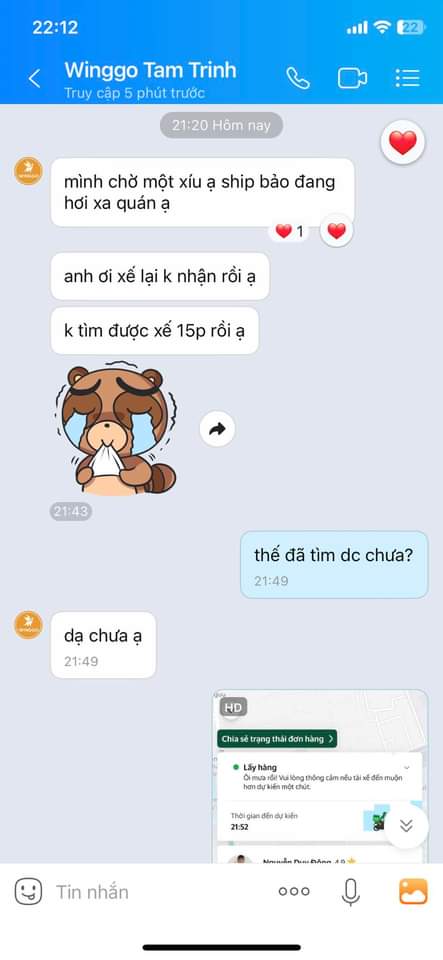 22:12
22
Winggo Tam Trinh
Truy cập 5 phút trước
21:20 Hôm nay
WINGGO
mình chờ một xíu ạ ship bảo đang
hơi xa quán ạ
1
anh ơi xế lại k nhận rồi ạ
k tìm được xế 15p rồi ạ
21:43
thế đã tìm dc chưa?
21:49
WINGGO
dạ chưa ạ
21:49
HD
Chia sẻ trạng thái đơn hàng
Lấy hàng
Ôi mưa rồi! Vui lòng thông cảm nếu tài xế đến muộn
hơn dự kiến một chút.
Thời gian đến dự kiến
21:52
Nguyễn Duy Đông 4.9
Tin nhắn